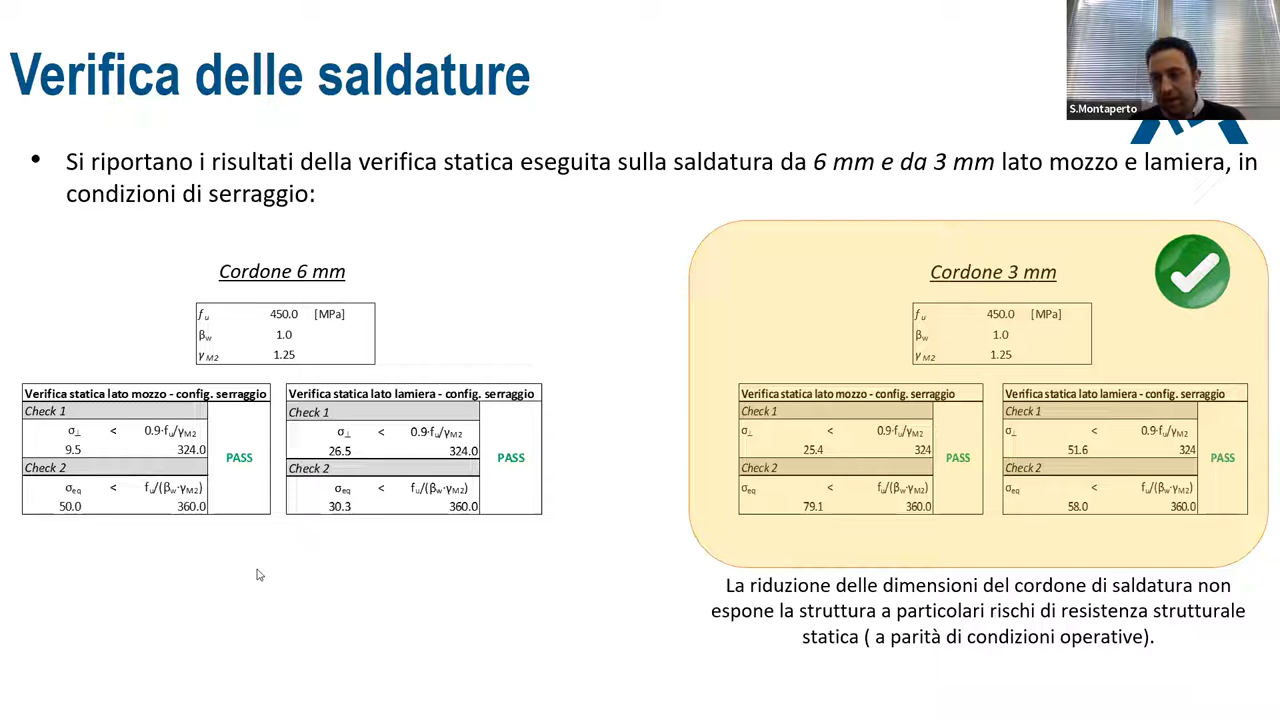 Verifica delle saldature
S.Montaperto
• Si riportano i risultati della verifica statica eseguita sulla saldatura da 6 mm e da 3 mm lato mozzo e lamiera, in
condizioni di serraggio:
Cordone 6 mm
fu 450.0 [MPa]
βw 1.0
γM2 1.25
Verifica statica lato mozzo - config. serraggio
Check 1
σ⊥ < 0.9·fu/γM2
9.5 324.0
Check 2
σeq < fu/(βw·γM2)
50.0 360.0
PASS
Verifica statica lato lamiera - config. serraggio
Check 1
σ⊥ < 0.9·fu/γM2
26.5 324.0
Check 2
σeq < fu/(βw·γM2)
30.3 360.0
PASS
Cordone 3 mm
fu 450.0 [MPa]
βw 1.0
γM2 1.25
Verifica statica lato mozzo - config. serraggio
Check 1
σ⊥ < 0.9·fu/γM2
25.4 324
Check 2
σeq < fu/(βw·γM2)
79.1 360.0
PASS
Verifica statica lato lamiera - config. serraggio
Check 1
σ⊥ < 0.9·fu/γM2
51.6 324
Check 2
σeq < fu/(βw·γM2)
58.0 360.0
PASS
La riduzione delle dimensioni del cordone di saldatura non
espone la struttura a particolari rischi di resistenza strutturale
statica ( a parità di condizioni operative).